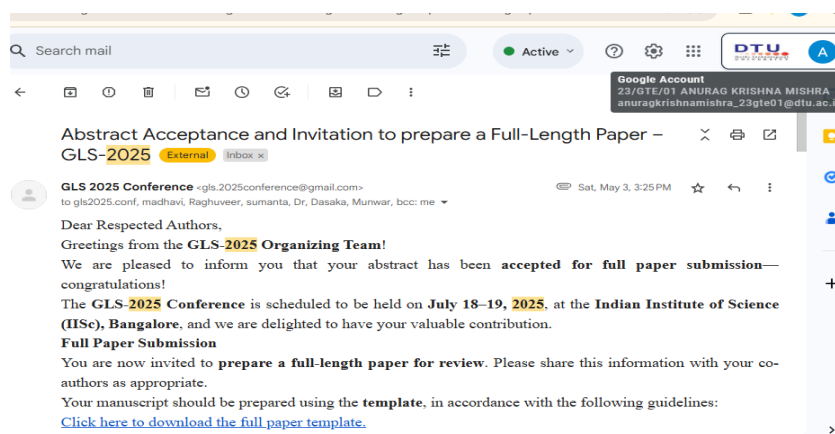 Search mail
Active
DTU
A
Google Account
23/GTE/01 ANURAG KRISHNA MISHRA
anuragkrishnamishra_23gte01@dtu.ac.i
Abstract Acceptance and Invitation to prepare a Full-Length Paper –
GLS-2025 External Inbox ×
GLS 2025 Conference <gls.2025conference@gmail.com> Sat, May 3, 3:25 PM
to gls2025.conf, madhavi, Raghuveer, sumanta, Dr, Dasaka, Munwar, bcc: me
Dear Respected Authors,
Greetings from the GLS-2025 Organizing Team!
We are pleased to inform you that your abstract has been accepted for full paper submission—
congratulations!
The GLS-2025 Conference is scheduled to be held on July 18–19, 2025, at the Indian Institute of Science
(IISc), Bangalore, and we are delighted to have your valuable contribution.
Full Paper Submission
You are now invited to prepare a full-length paper for review. Please share this information with your co-
authors as appropriate.
Your manuscript should be prepared using the template, in accordance with the following guidelines:
Click here to download the full paper template.